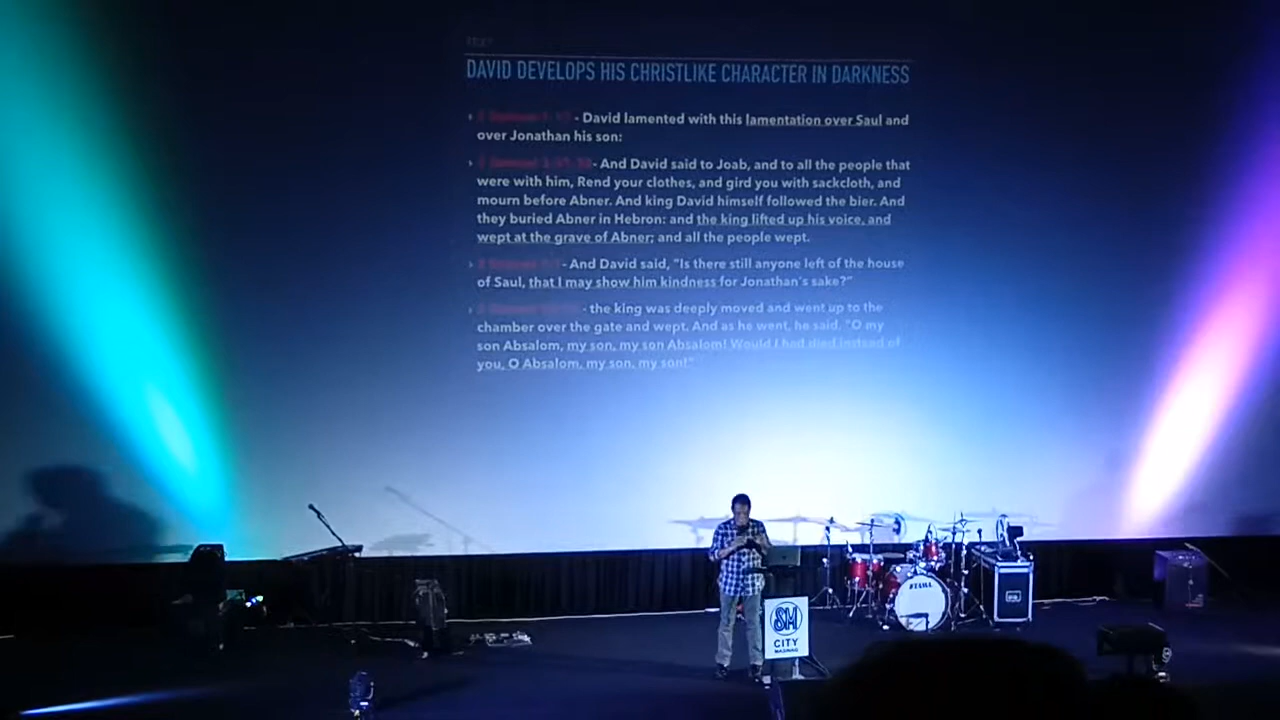 TEXT
DAVID DEVELOPS HIS CHRISTLIKE CHARACTER IN DARKNESS
- David lamented with this lamentation over Saul and
over Jonathan his son:
- And David said to Joab, and to all the people that
were with him, Rend your clothes, and gird you with sackcloth, and
mourn before Abner. And king David himself followed the bier. And
they buried Abner in Hebron: and the king lifted up his voice, and
wept at the grave of Abner; and all the people wept.
- And David said, "Is there still anyone left of the house
of Saul, that I may show him kindness for Jonathan's sake?"
- the king was deeply moved and went up to the
chamber over the gate and wept. And as he went, he said, "O my
son Absalom, my son, my son Absalom! Would I had died instead of
you, O Absalom, my son, my son!"
TAMA
SM
CITY
MASINAG